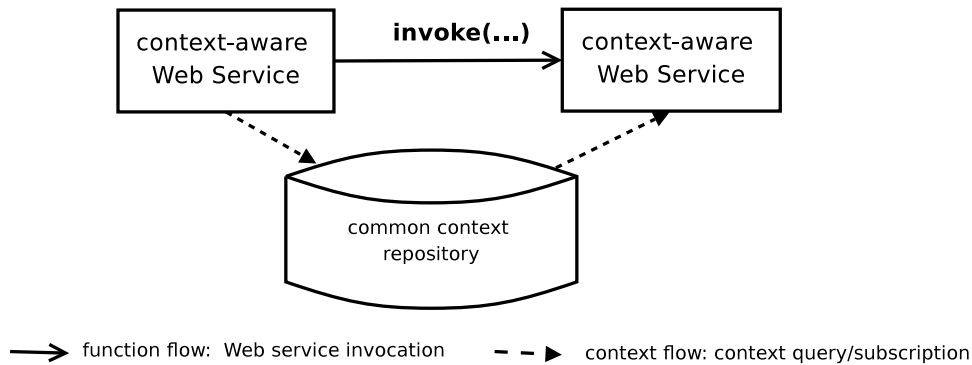 context-aware
Web Service
invoke(...)
context-aware
Web Service
common context
repository
function flow: Web service invocation
context flow: context query/subscription